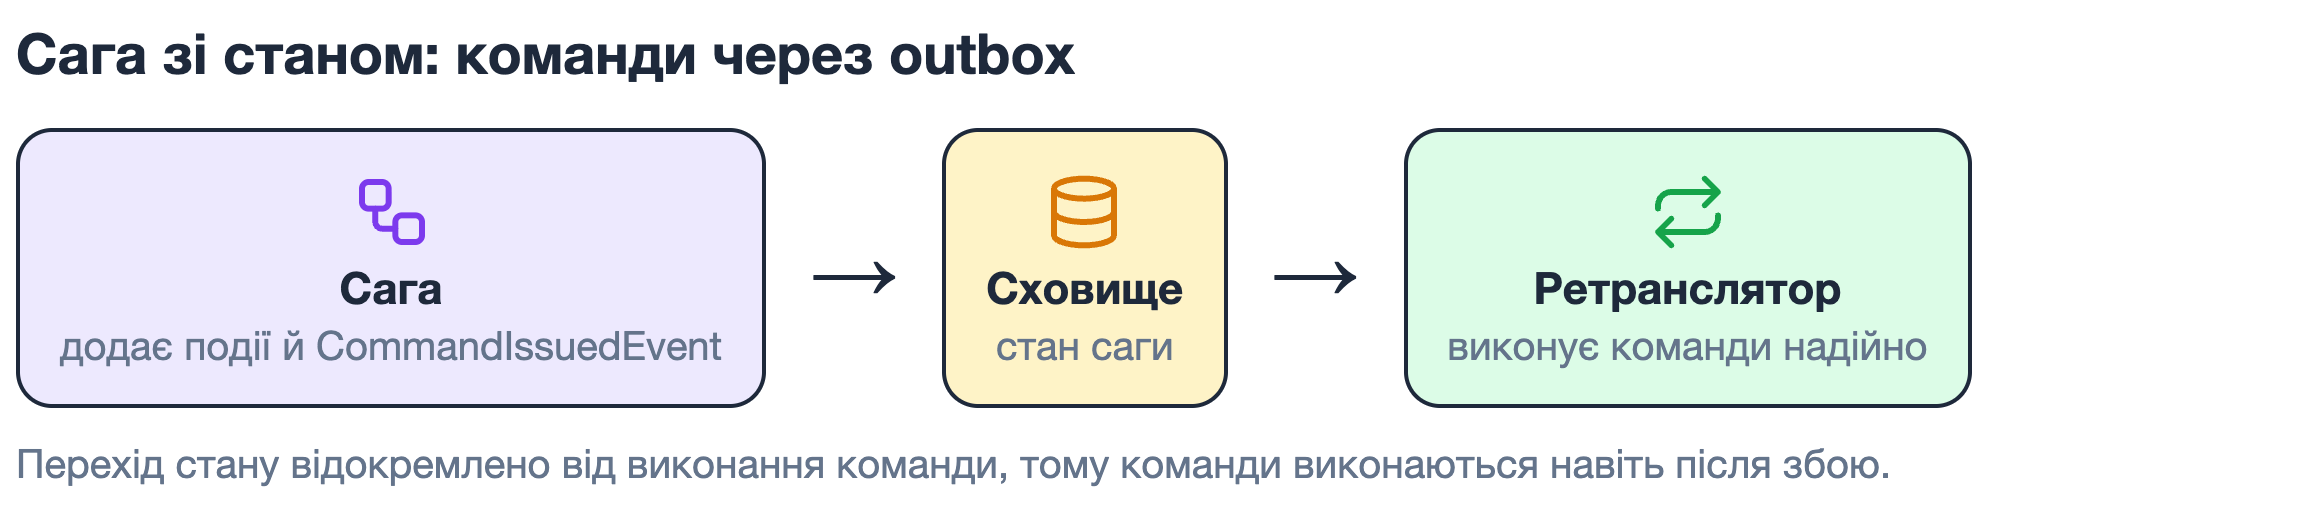 Сага зі станом: команди через outbox
Сага
додає події й CommandIssuedEvent
Сховище
стан саги
Ретранслятор
виконує команди надійно
Перехід стану відокремлено від виконання команди, тому команди виконаються навіть після збою.